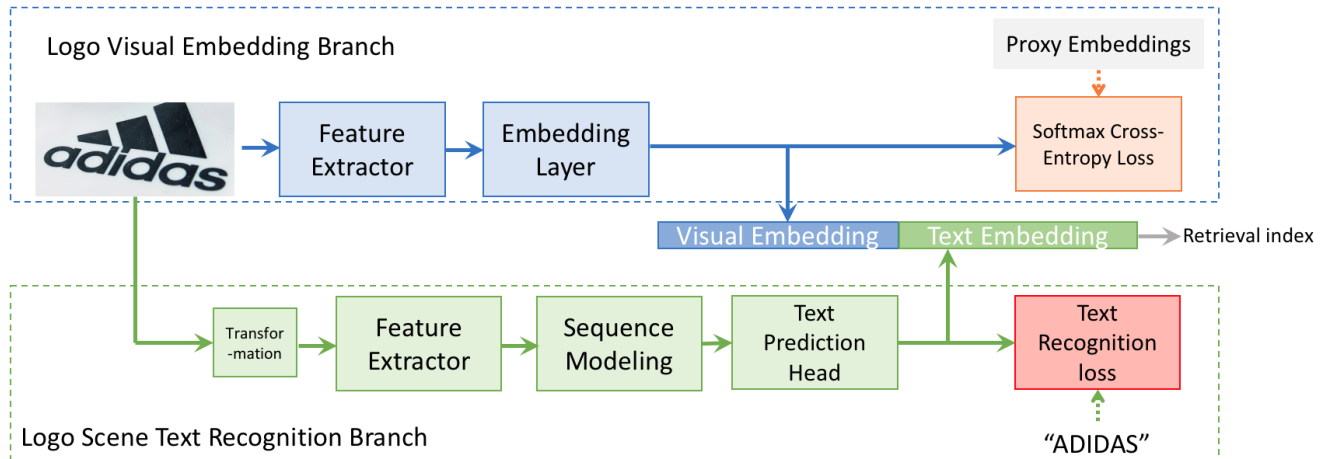 Logo Visual Embedding Branch
Proxy Embeddings
adidas
Feature
Extractor
Embedding
Layer
Softmax Cross-
Entropy Loss
Visual Embedding
Text Embedding
Retrieval index
Transfor
-mation
Feature
Extractor
Sequence
Modeling
Text
Prediction
Head
Text
Recognition
loss
Logo Scene Text Recognition Branch
“ADIDAS”